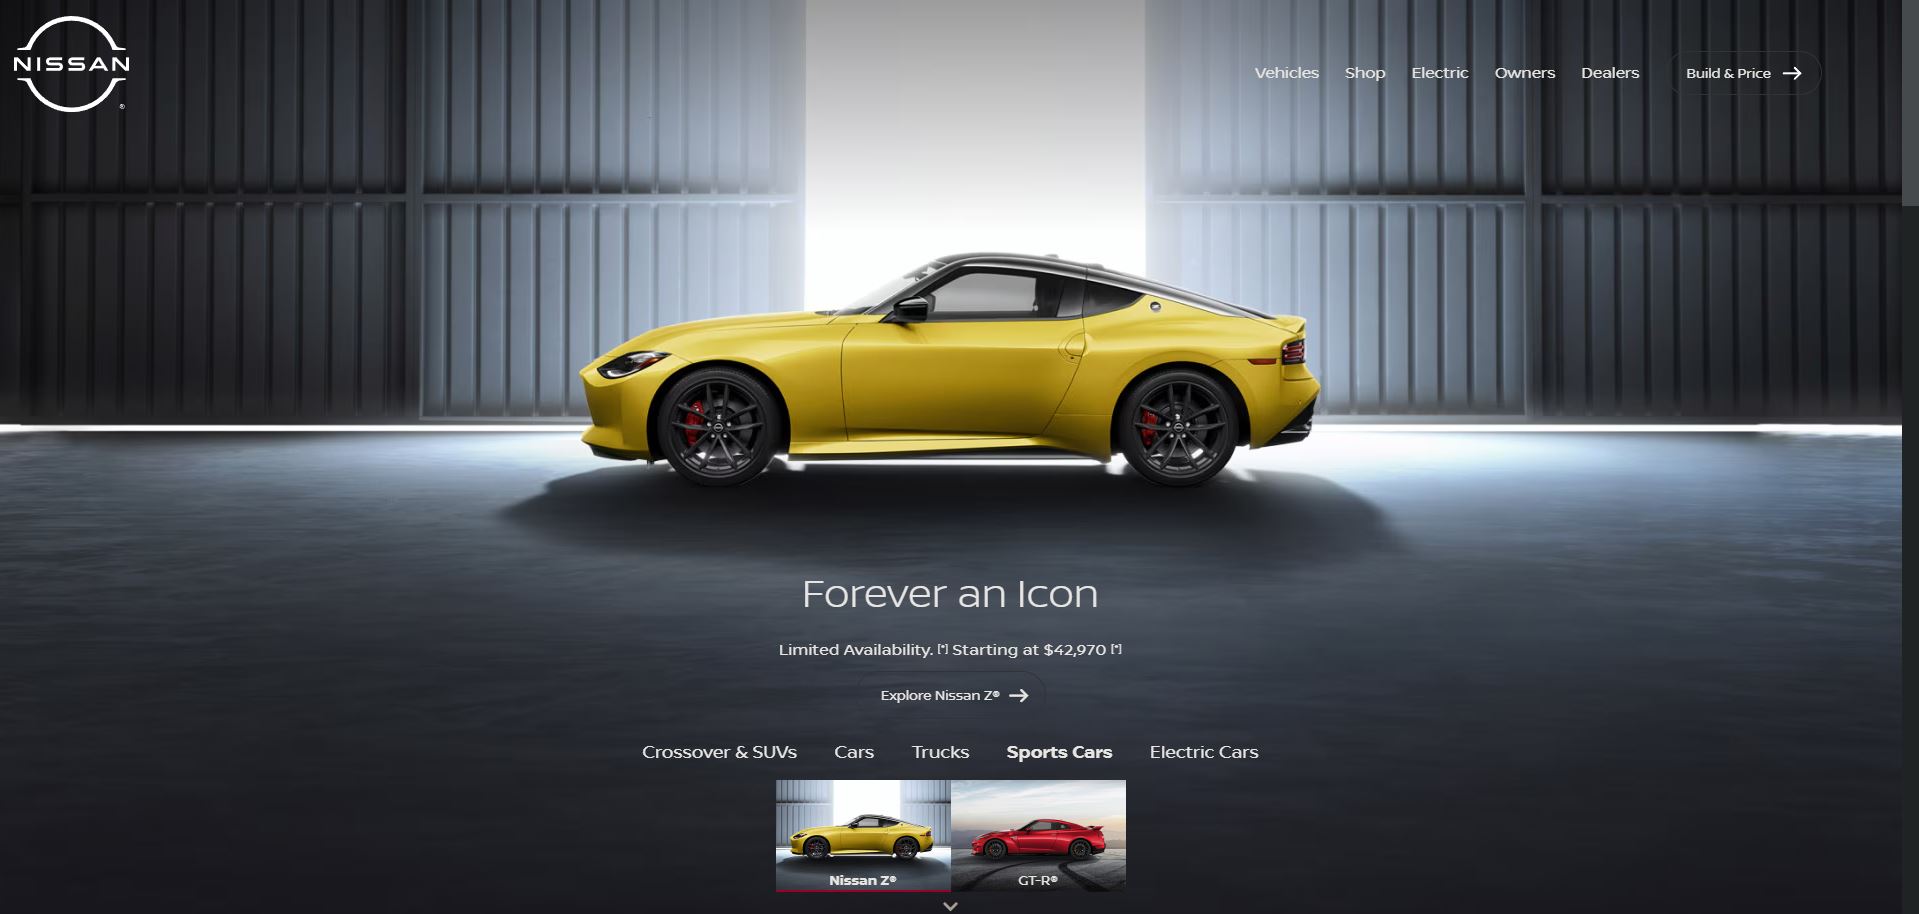 NISSAN
Vehicles Shop Electric Owners Dealers Build & Price
Forever an Icon
Limited Availability. [*] Starting at $42,970 [*]
Explore Nissan Z®
Crossover & SUVs Cars Trucks Sports Cars Electric Cars
Nissan Z® GT-R®